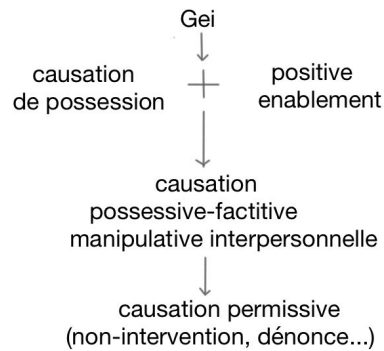 Gei
causation
de possession
+
positive
enablement
causation
possessive-factitive
manipulative interpersonnelle
causation permissive
(non-intervention, dénonce...)